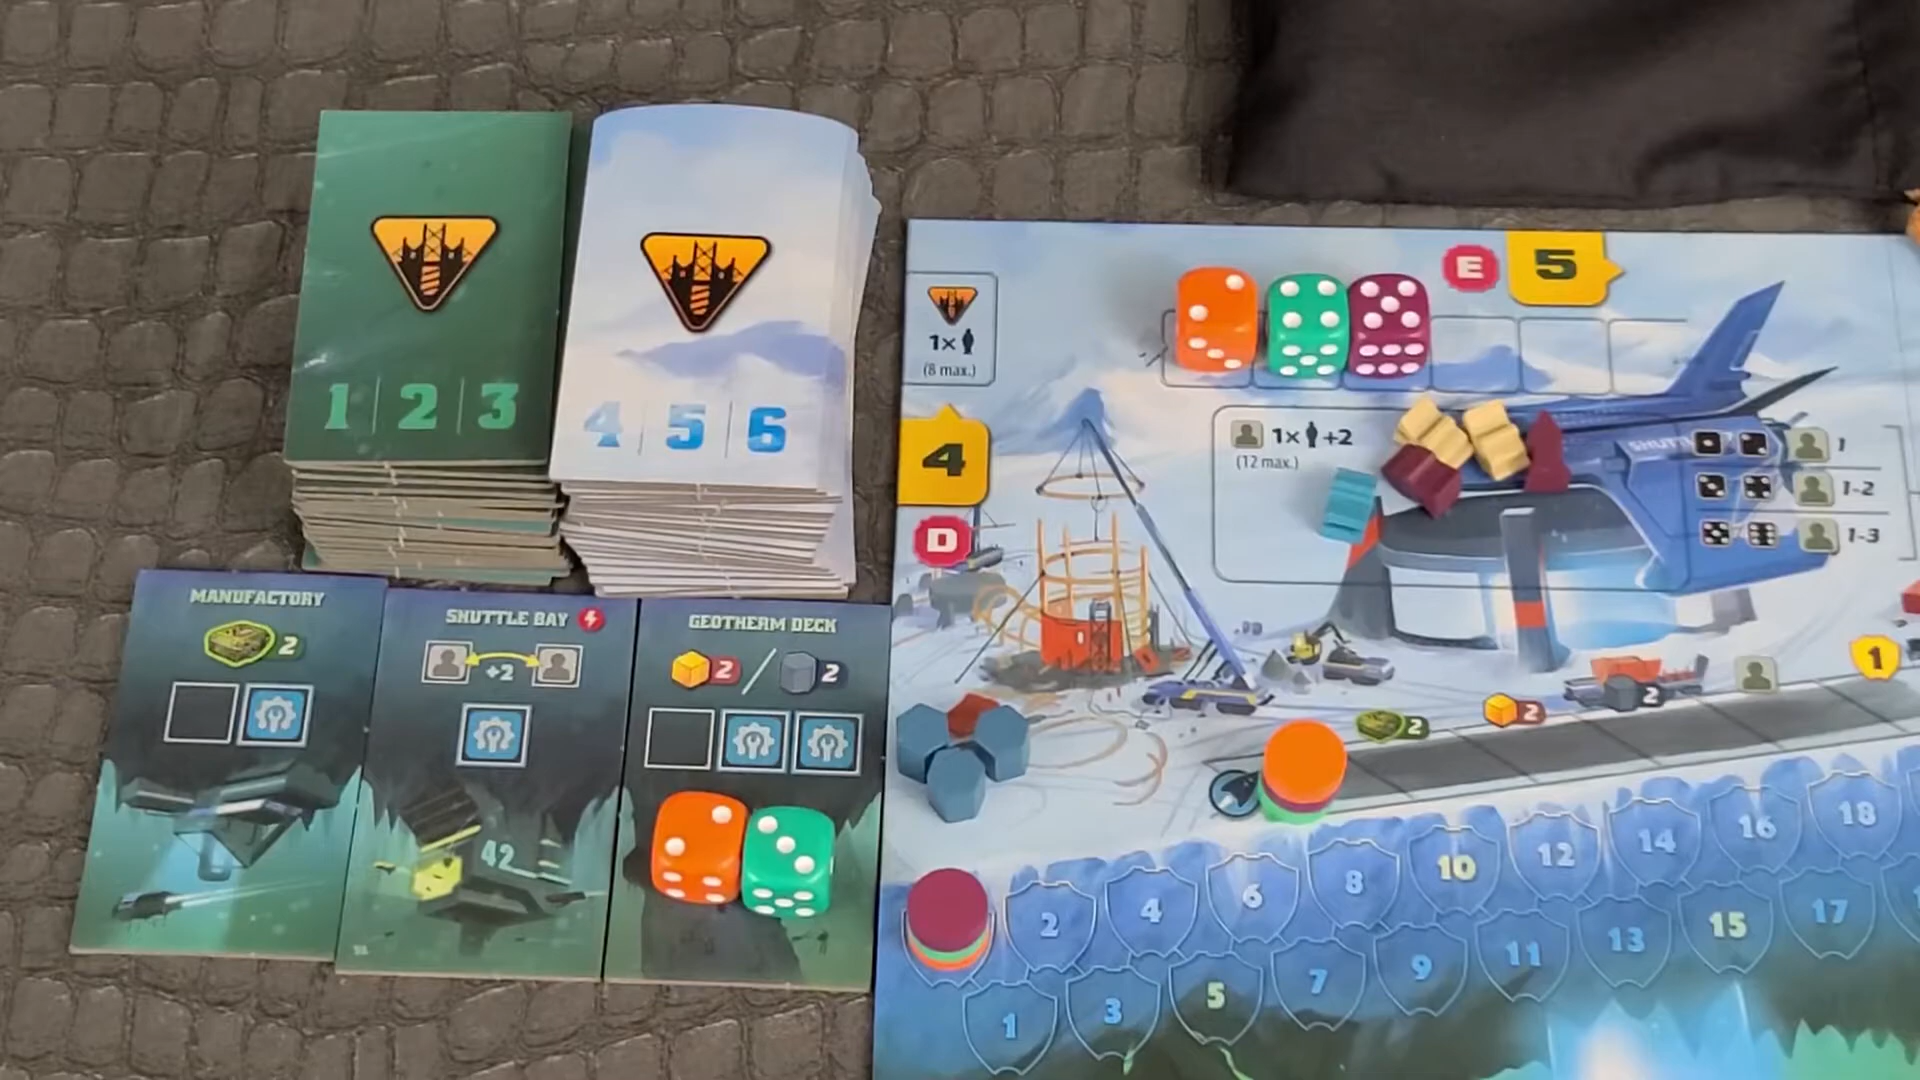 1 2 3
4 5 6
MANUFACTORY
2
SHUTTLE BAY
+2
42
GEOTHERM DECK
2 / 2
1×
(8 max.)
E 5
4
D
1× +2
(12 max.)
1
1-2
1-3
2
2
2
1
2 4 6 8 10 12 14 16 18
1 3 5 7 9 11 13 15 17